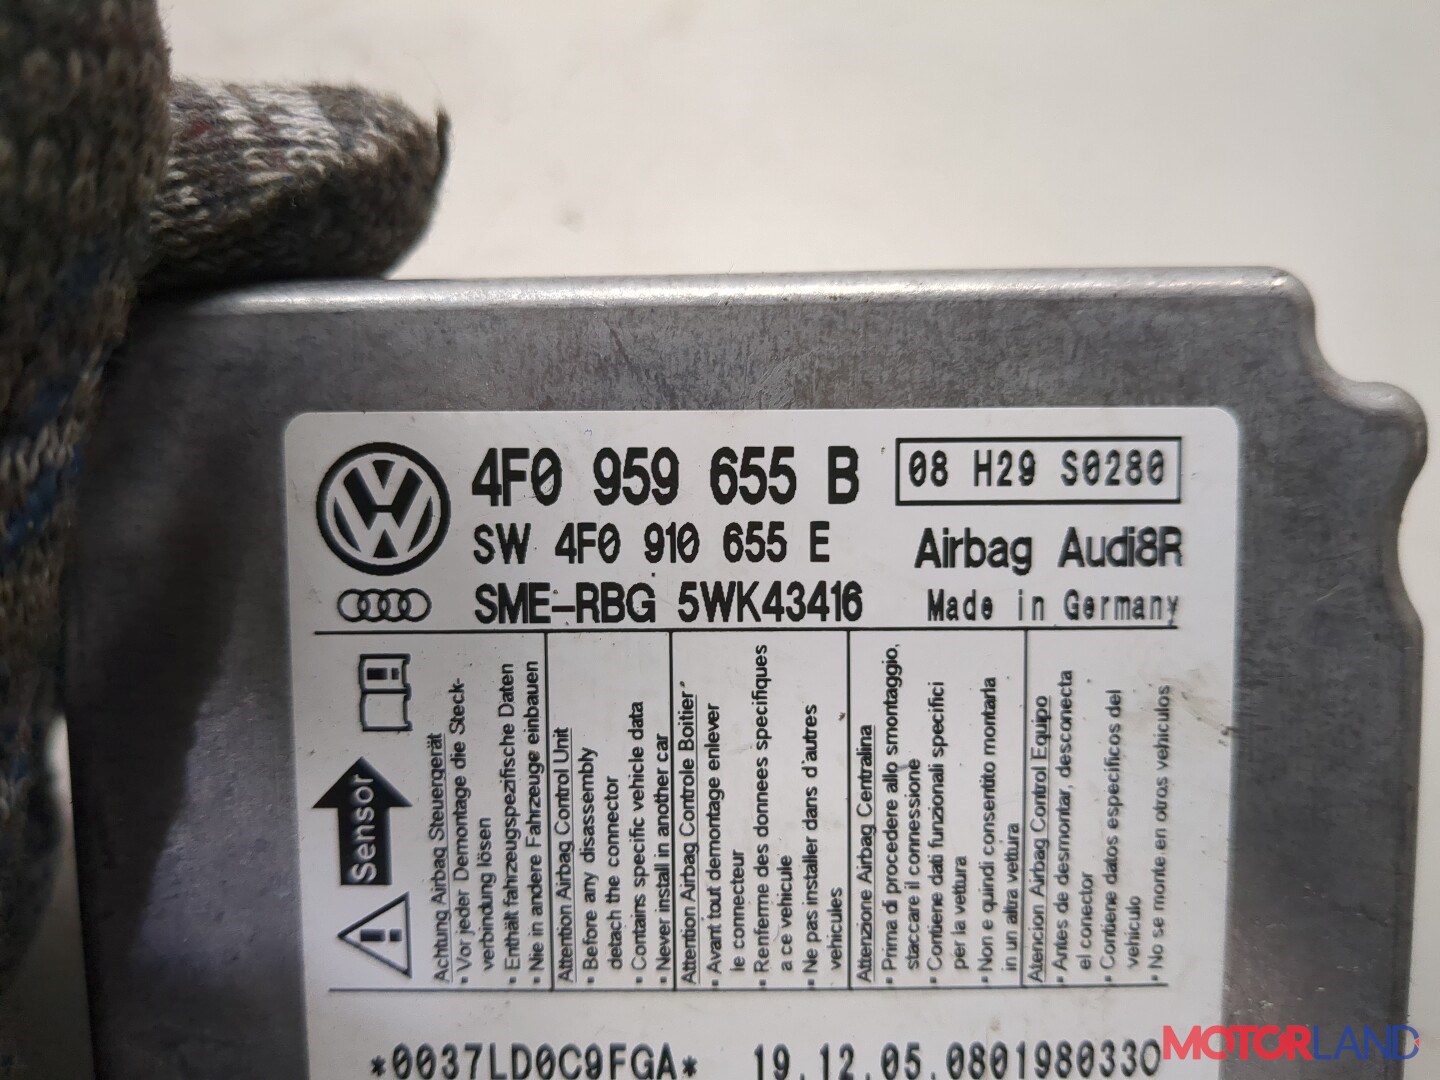 4F0 959 655 B
08 H29 S0280
SW 4F0 910 655 E
Airbag Audi8R
SME-RBG 5WK43416
Made in Germany
Sensor
Achtung Airbag Steuergerät
• Vor jeder Demontage die Steck-
verbindung lösen
• Enthält fahrzeugspezifische Daten
• Nie in andere Fahrzeuge einbauen
Attention Airbag Control Unit
• Before any disassembly
detach the connector
• Contains specific vehicle data
• Never install in another car
Attention Airbag Controle Boitier
• Avant tout demontage enlever
le connecteur
• Renferme des donnees specifiques
a ce vehicule
• Ne pas installer dans d'autres
vehicules
Attenzione Airbag Centralina
• Prima di procedere allo smontaggio,
staccare il connessione
• Contiene dati funzionali specifici
per la vettura
• Non e quindi consentito montarla
in un altra vettura
Atencion Airbag Control Equipo
• Antes de desmontar, desconecta
el conector
• Contiene datos especificos del
vehiculo
• No se monte en otros vehiculos
*0037LD0C9FGA*
19.12.05.0801980330
MOTORLAND